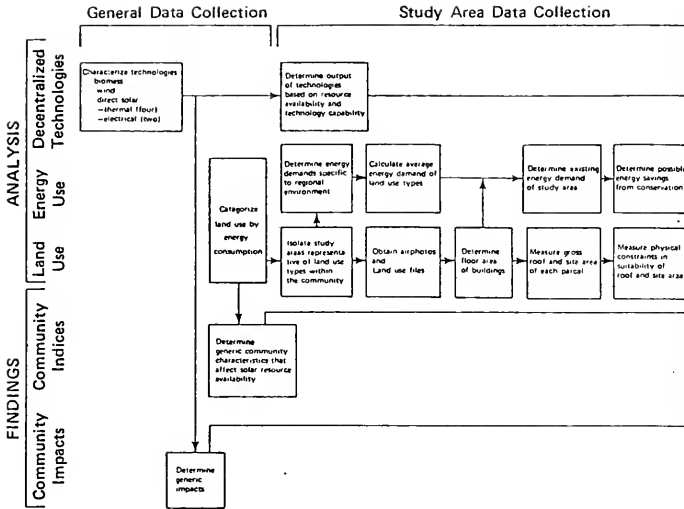 General Data Collection
Study Area Data Collection
ANALYSIS
FINDINGS
Decentralized
Technologies
Energy
Use
Land
Use
Community
Indices
Community
Impacts
Characterize technologies
biomass
wind
direct solar
—thermal (four)
—electrical (two)
Determine output
of technologies
based on resource
availability and
technology capability
Determine energy
demands specific
to regional
environment
Calculate average
energy demand of
land use types
Determine existing
energy demand
of study area
Determine possible
energy savings
from conservation
Catagorize
land use by
energy
consumption
Isolate study
areas representa
tive of land use
types within
the community
Obtain airphotos
and
Land use files
Determine
floor area
of buildings
Measure gross
roof and site area
of each parcal
Measure physical
constraints in
suitability of
roof and site area
Determine
generic community
characteristics that
affect solar resource
availability
Determine
generic
impacts